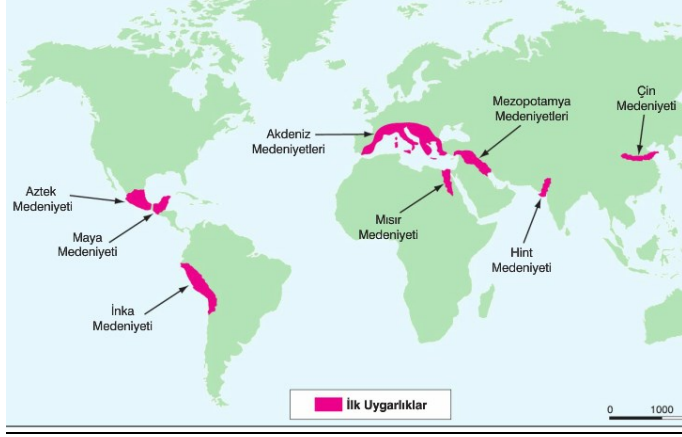 Çin
Medeniyeti
Mezopotamya
Medeniyetleri
Akdeniz
Medeniyetleri
Aztek
Medeniyeti
Mısır
Medeniyeti
Maya
Medeniyeti
Hint
Medeniyeti
İnka
Medeniyeti
İlk Uygarlıklar
0 1000